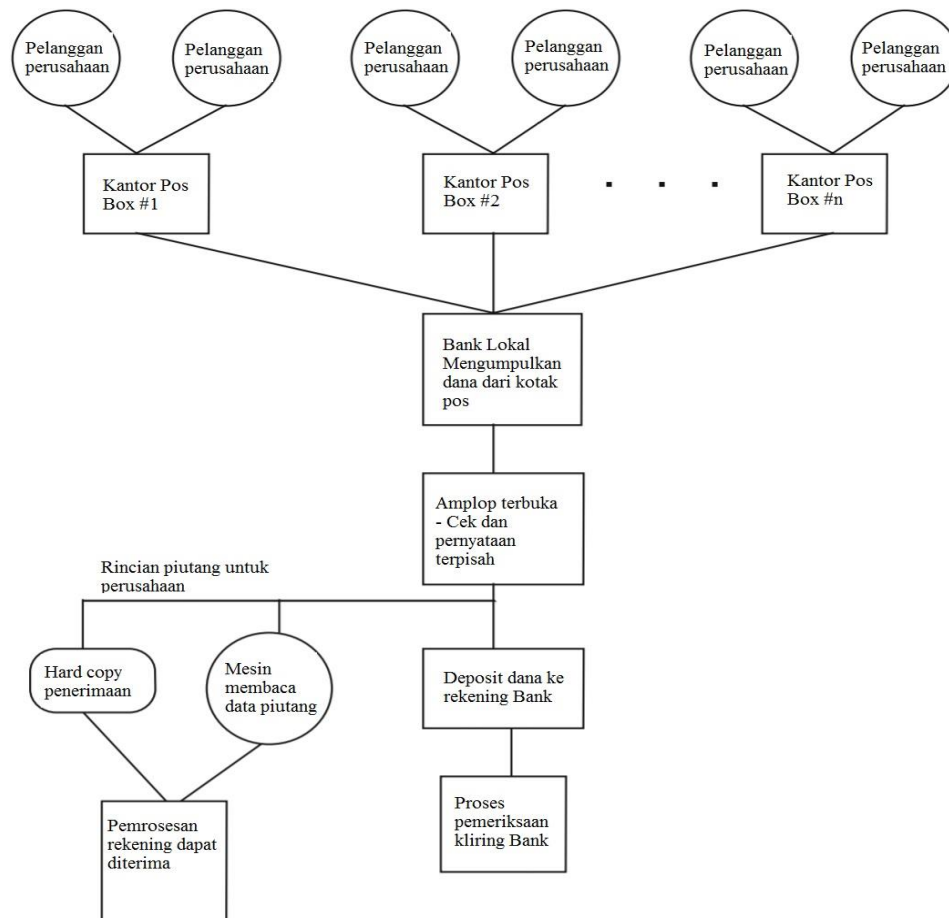 Pelanggan
perusahaan
Pelanggan
perusahaan
Pelanggan
perusahaan
Pelanggan
perusahaan
Pelanggan
perusahaan
Pelanggan
perusahaan
Kantor Pos
Box #1
Kantor Pos
Box #2
. . .
Kantor Pos
Box #n
Bank Lokal
Mengumpulkan
dana dari kotak
pos
Amplop terbuka
- Cek dan
pernyataan
terpisah
Rincian piutang untuk
perusahaan
Hard copy
penerimaan
Mesin
membaca
data piutang
Deposit dana ke
rekening Bank
Pemrosesan
rekening dapat
diterima
Proses
pemeriksaan
kliring Bank